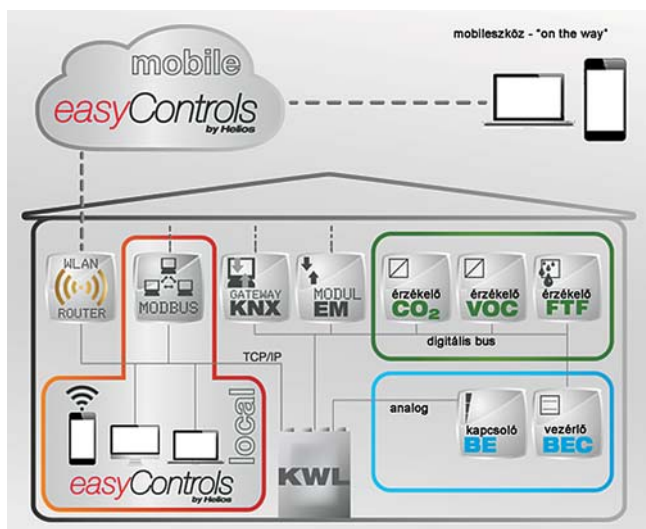 mobileszköz - "on the way"
mobile
easyControls
by Helios
WLAN
ROUTER
MODBUS
GATEWAY
KNX
MODUL
EM
érzékelő
CO₂
érzékelő
VOC
érzékelő
FTF
digitális bus
TCP/IP
analog
kapcsoló
BE
vezérlő
BEC
local
easyControls
by Helios
KWL